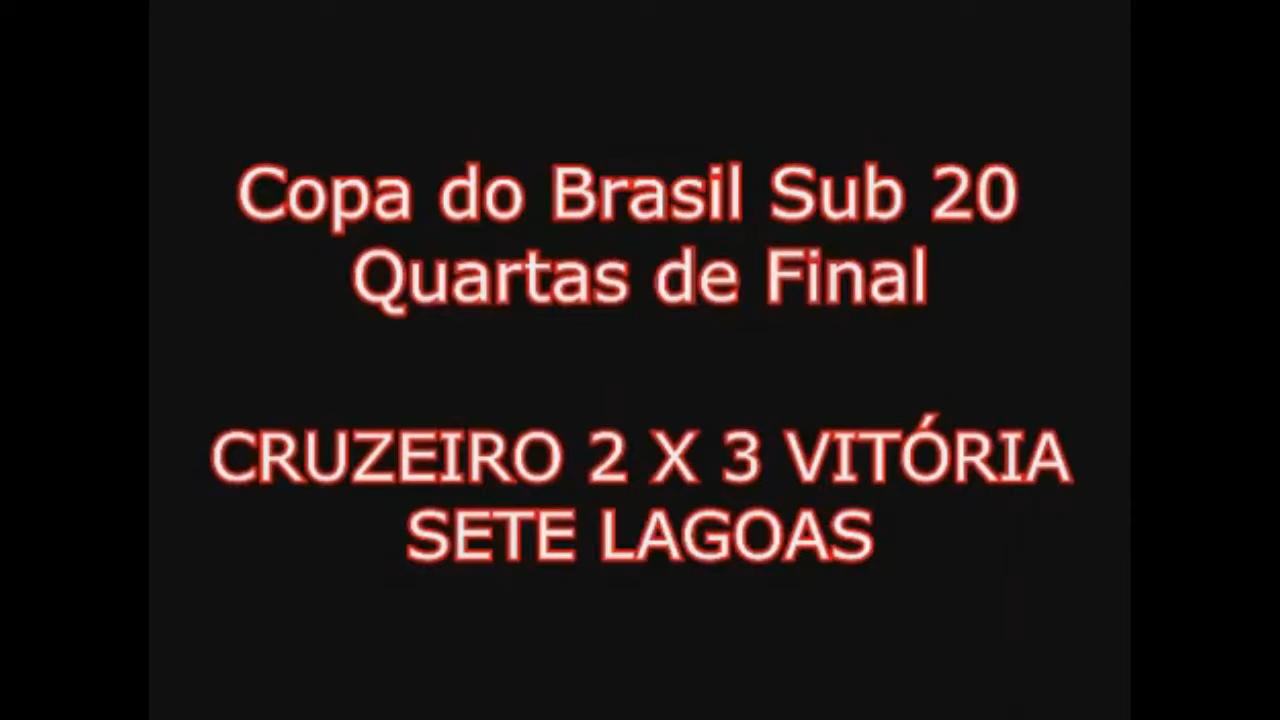 Copa do Brasil Sub 20
Quartas de Final
CRUZEIRO 2 X 3 VITÓRIA
SETE LAGOAS